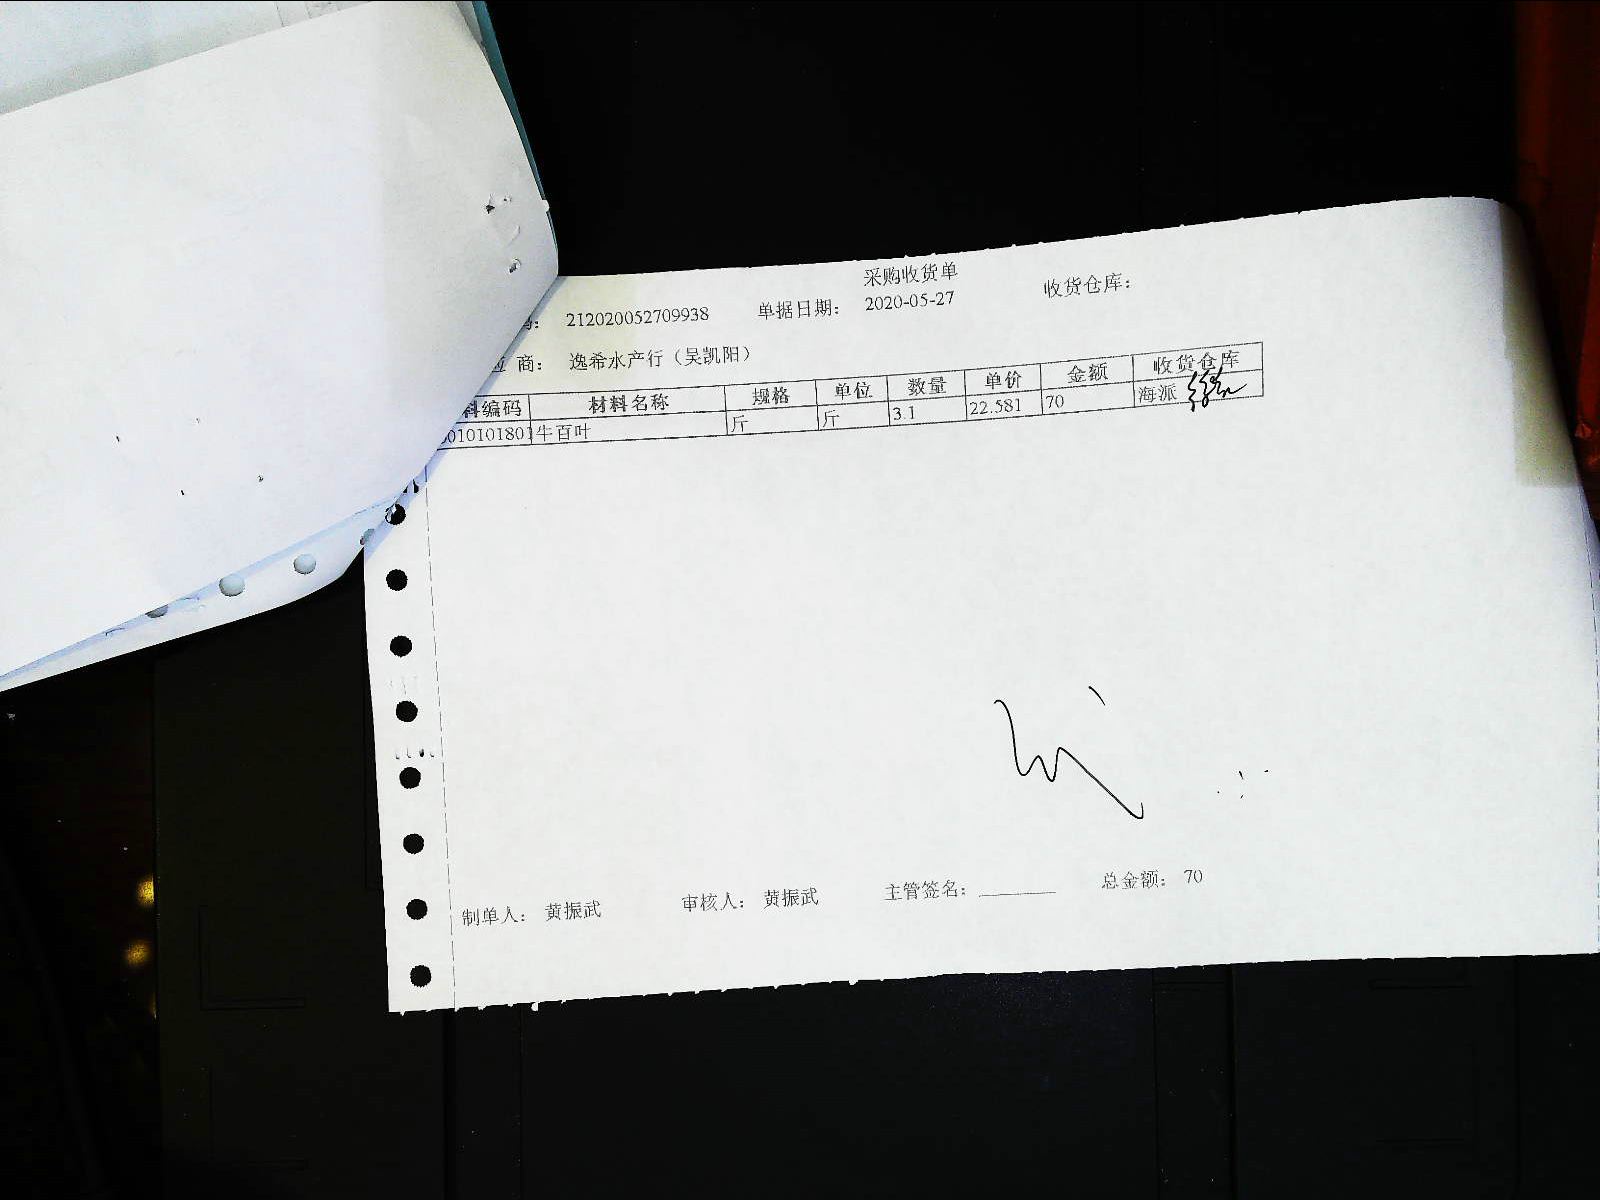 采购收货单
码： 212020052709938 单据日期： 2020-05-27 收货仓库：
应 商： 逸希水产行（吴凯阳）
料编码 材料名称 规格 单位 数量 单价 金额 收货仓库
010101801 牛百叶 斤 斤 3.1 22.581 70 海派
制单人： 黄振武 审核人： 黄振武 主管签名： 总金额： 70